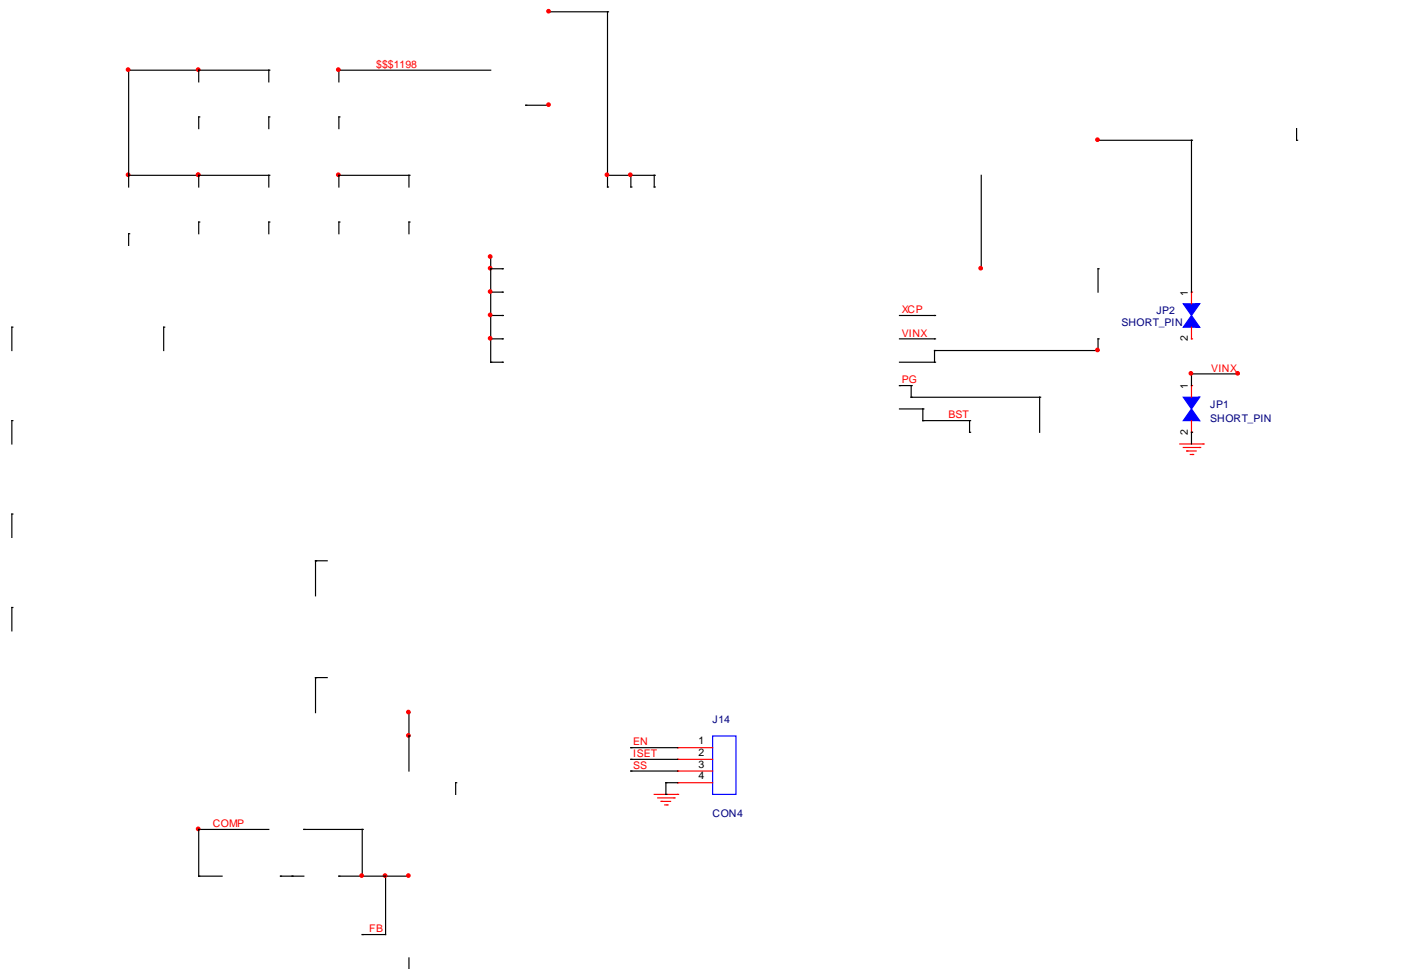 $$$1198
1
XCP
JP2
SHORT_PIN
VINX
2
VINX
PG
1
JP1
BST
SHORT_PIN
2
J14
EN 1
ISET 2
SS 3
4
CON4
COMP
FB